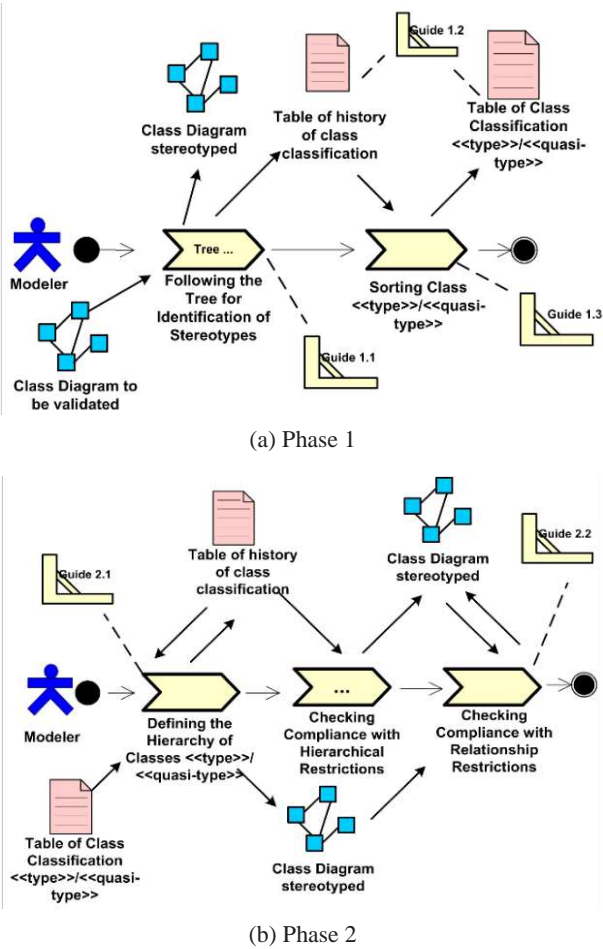 Guide 1.2
Class Diagram
stereotyped
Table of history
of class
classification
Table of Class
Classification
<<type>>/<<quasi-
type>>
Modeler
Tree ...
Following the
Tree for
Identification of
Stereotypes
Sorting Class
<<type>>/<<quasi-
type>>
Guide 1.3
Guide 1.1
Class Diagram to
be validated
(a) Phase 1
Table of history
of class
classification
Class Diagram
stereotyped
Guide 2.2
Guide 2.1
Modeler
Defining the
Hierarchy of
Classes <<type>>/
<<quasi-type>>
...
Checking
Compliance with
Hierarchical
Restrictions
Checking
Compliance with
Relationship
Restrictions
Table of Class
Classification
<<type>>/<<quasi-
type>>
Class Diagram
stereotyped
(b) Phase 2